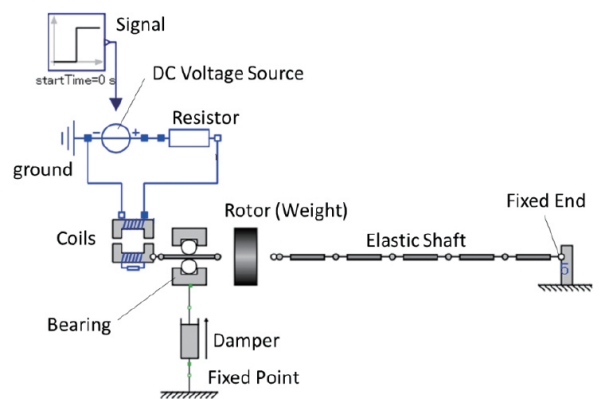 Signal
startTime=0 s
DC Voltage Source
Resistor
- +
ground
Rotor (Weight)
Fixed End
Coils
Elastic Shaft
5
Bearing
Damper
Fixed Point